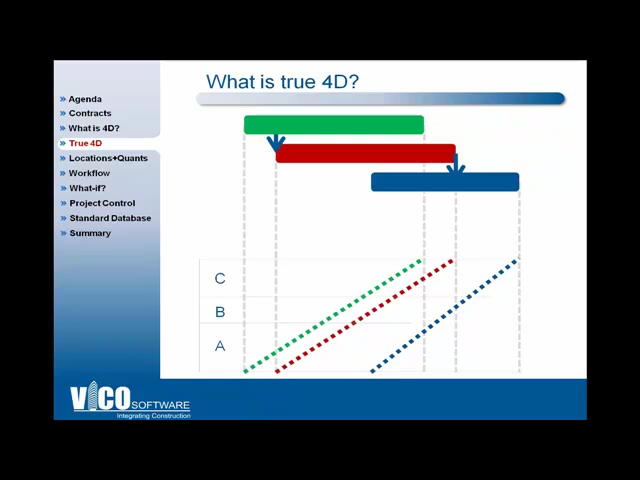 What is true 4D?
Agenda
Contracts
What is 4D?
True 4D
Locations+Quants
Workflow
What-if?
Project Control
Standard Database
Summary
C
B
A
VICO SOFTWARE
Integrating Construction